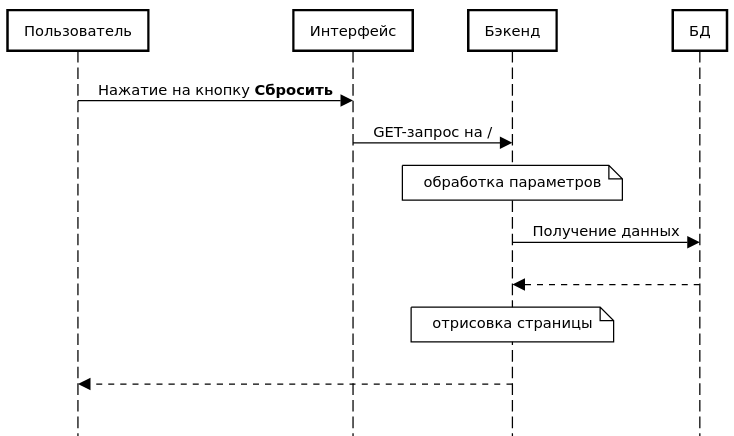 Пользователь
Интерфейс
Бэкенд
БД
Нажатие на кнопку Сбросить
GET-запрос на /
обработка параметров
Получение данных
отрисовка страницы